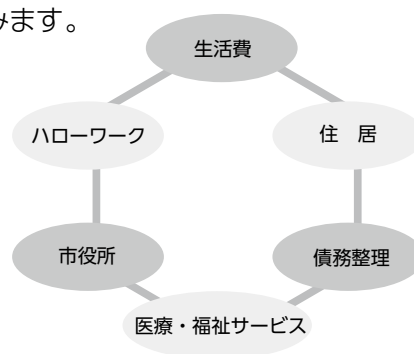 みます。
生活費
ハローワーク
住　居
市役所
債務整理
医療・福祉サービス